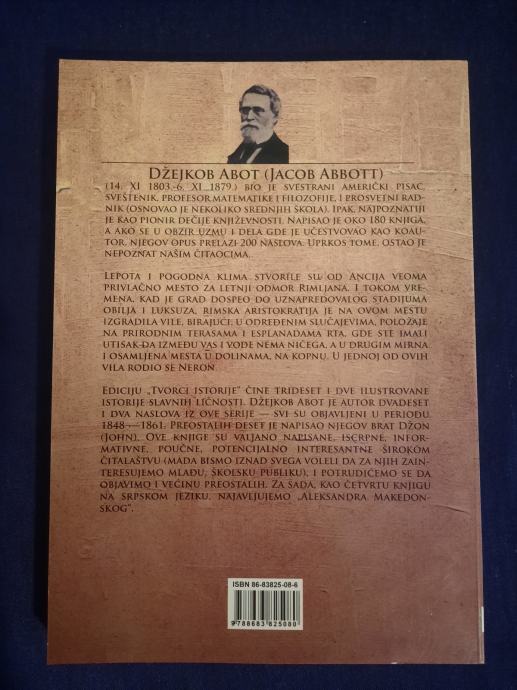 Džejkob Abot (Jacob Abbott)
(14. XI 1803.-6. XI 1879.) bio je svestrani američki pisac,
sveštenik, profesor matematike i filozofije, i prosvetni rad-
nik (osnovao je nekoliko srednjih škola). Ipak, najpoznatiji
je kao pionir dečije književnosti. Napisao je oko 180 knjiga,
a ako se u obzir uzmu i dela gde je učestvovao kao koau-
tor, njegov opus prelazi 200 naslova. Uprkos tome, ostao je
nepoznat našim čitaocima.
Lepota i pogodna klima stvorile su od Ancija veoma
privlačno mesto za letnji odmor Rimljana. I tokom vre-
mena, kad je grad dospeo do uznapredovalog stadijuma
obilja i luksuza, rimska aristokratija je na ovom mestu
izgradila vile, birajući, u određenim slučajevima, položaje
na prirodnim terasama i esplanadama rta, gde ste imali
utisak da između vas i vode nema ničega, a u drugim mirna
i osamljena mesta u dolinama, na kopnu. U jednoj od ovih
vila rodio se Neron.
Ediciju „Tvorci istorije“ čine trideset i dve ilustrovane
istorije slavnih ličnosti. Džejkob Abot je autor dvadeset
i dva naslova iz ove serije — svi su objavljeni u periodu
1848—1861. Preostalih deset je napisao njegov brat Džon
(John). Ove knjige su valjano napisane, iscrpne, infor-
mativne, poučne, potencijalno interesantne širokom
čitalaštvu (mada bismo iznad svega voleli da za njih zain-
teresujemo mlađu, školsku publiku), i potrudićemo se da
objavimo i većinu preostalih. Za sada, kao četvrtu knjigu
na srpskom jeziku, najavljujemo „Aleksandra Makedon-
skog“.
ISBN 86-83825-08-6
9788683825080